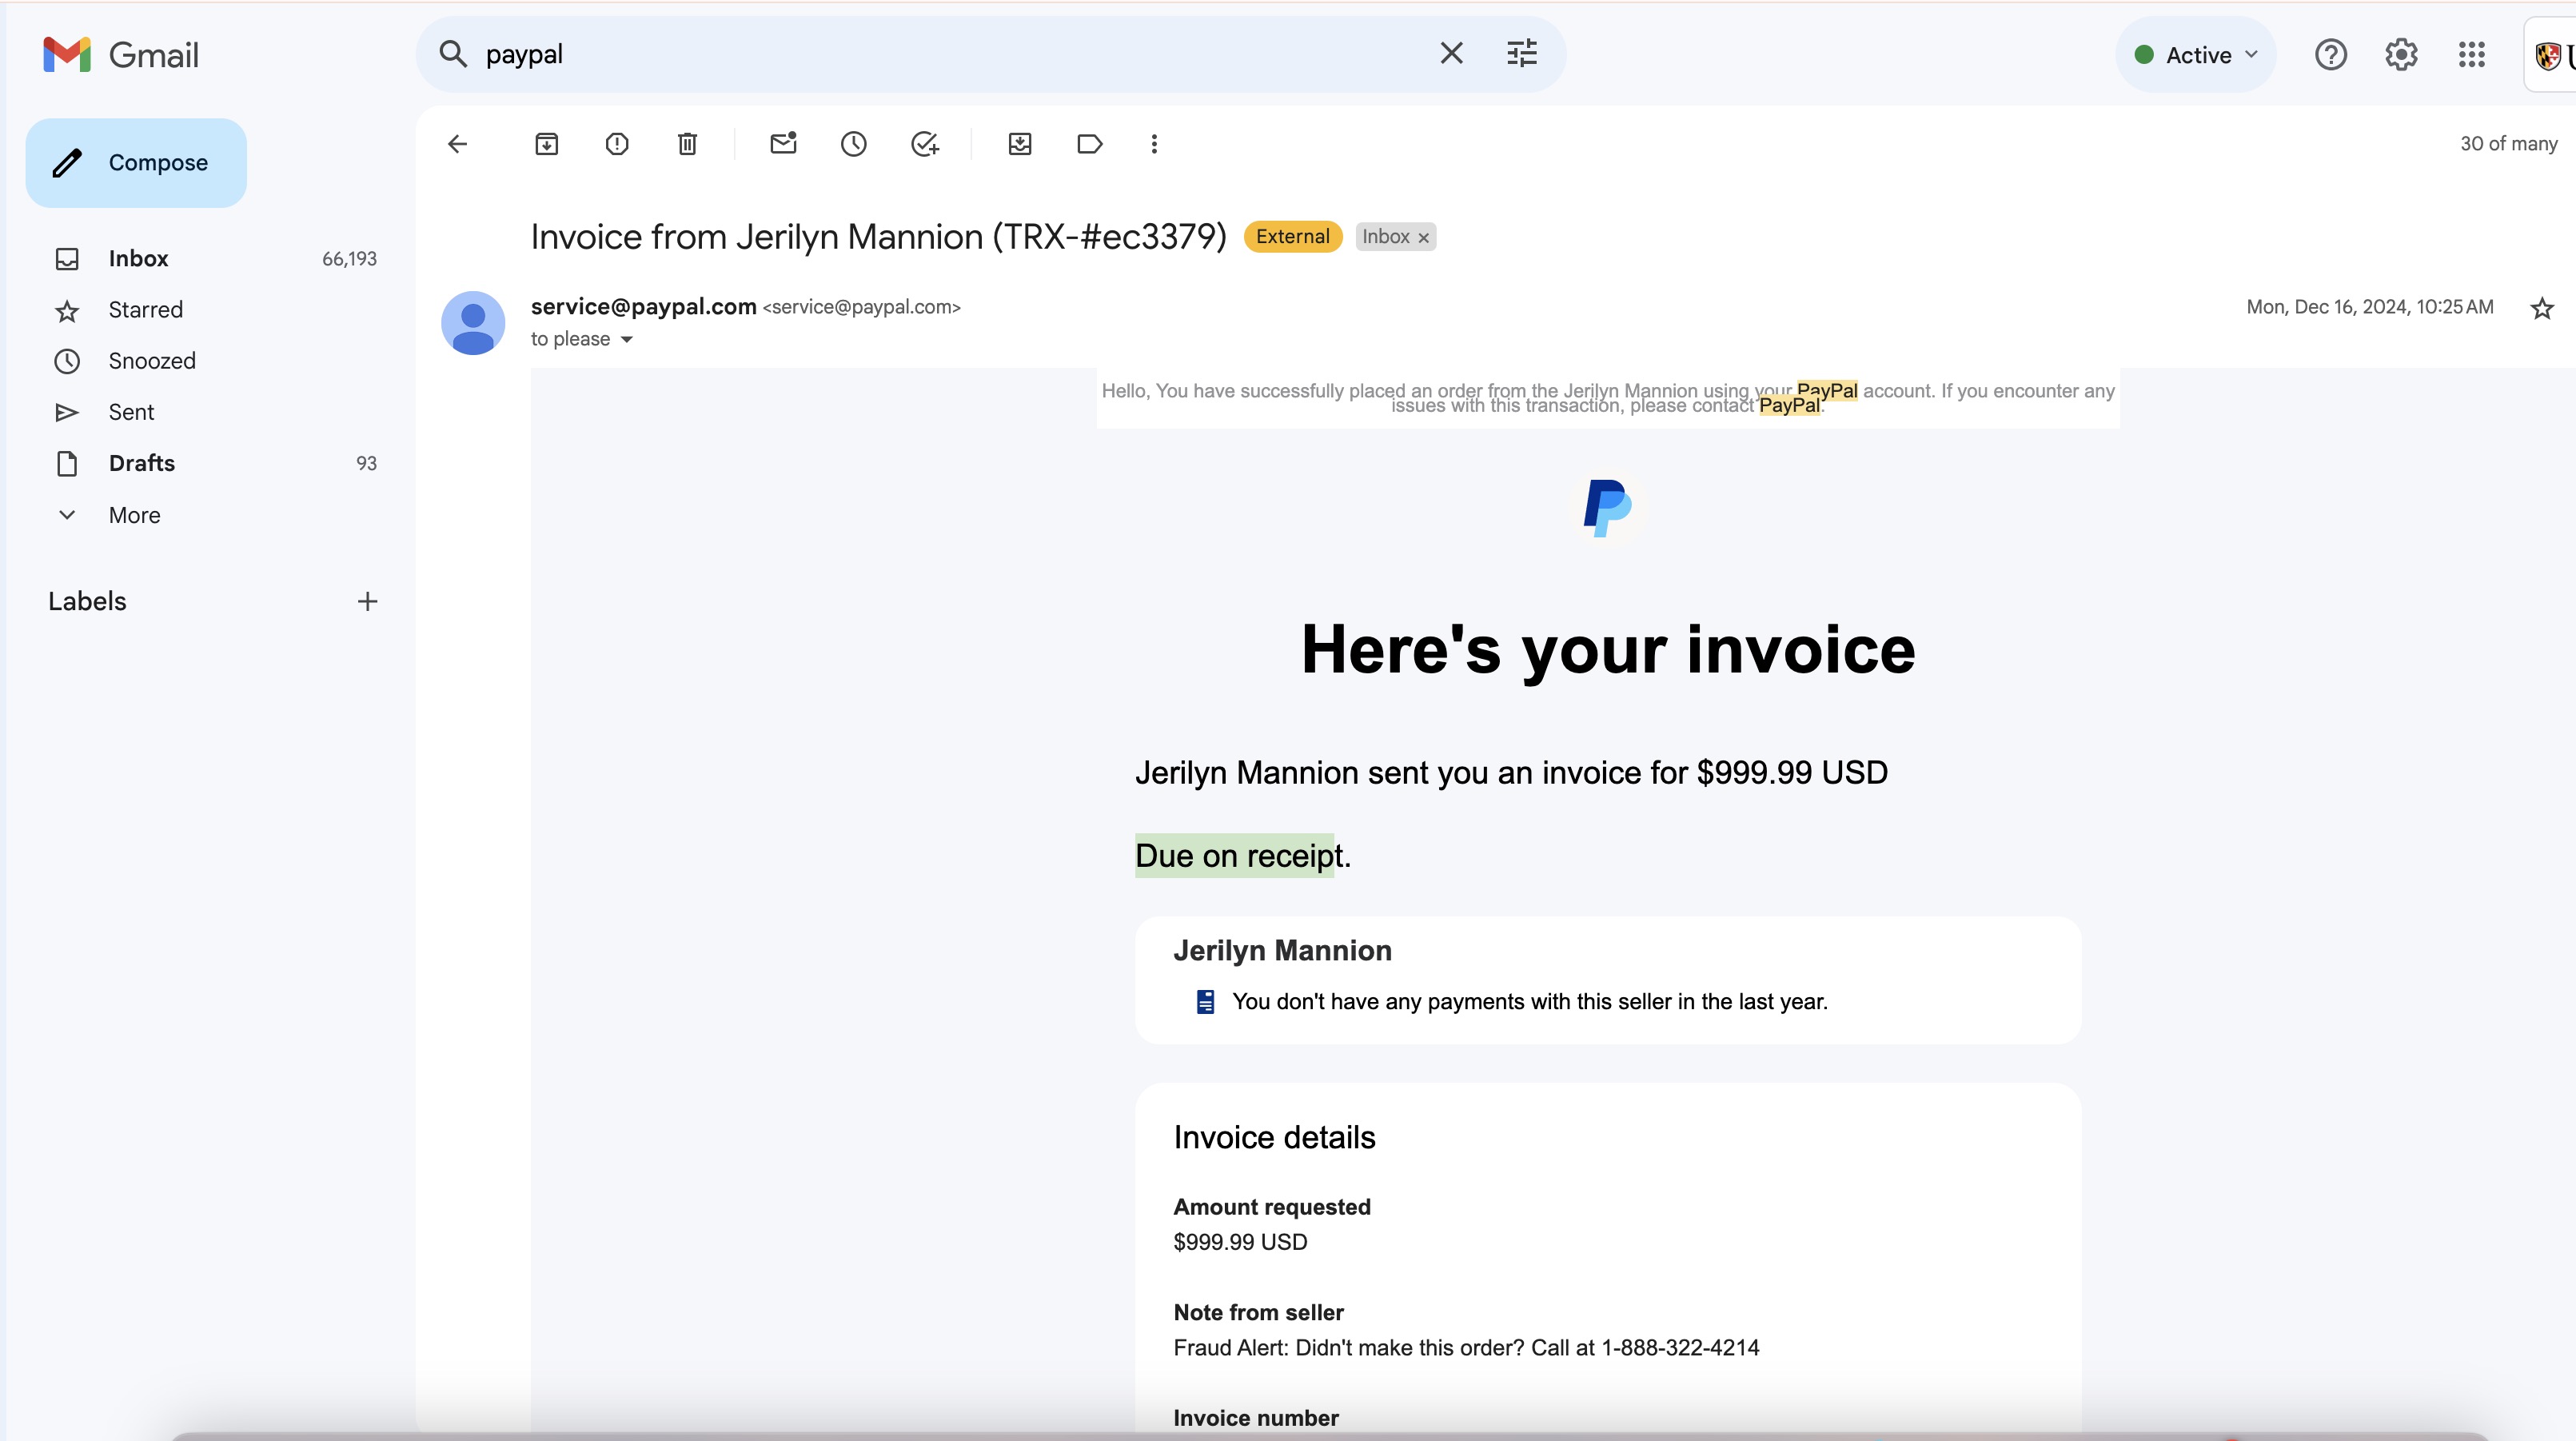 Gmail
paypal
Active
U
Compose
30 of many
Inbox 66,193
Starred
Snoozed
Sent
Drafts 93
More
Labels
Invoice from Jerilyn Mannion (TRX-#ec3379) External Inbox
service@paypal.com <service@paypal.com>
Mon, Dec 16, 2024, 10:25 AM
to please
Hello, You have successfully placed an order from the Jerilyn Mannion using your PayPal account. If you encounter any
issues with this transaction, please contact PayPal.
Here's your invoice
Jerilyn Mannion sent you an invoice for $999.99 USD
Due on receipt.
Jerilyn Mannion
You don't have any payments with this seller in the last year.
Invoice details
Amount requested
$999.99 USD
Note from seller
Fraud Alert: Didn't make this order? Call at 1-888-322-4214
Invoice number